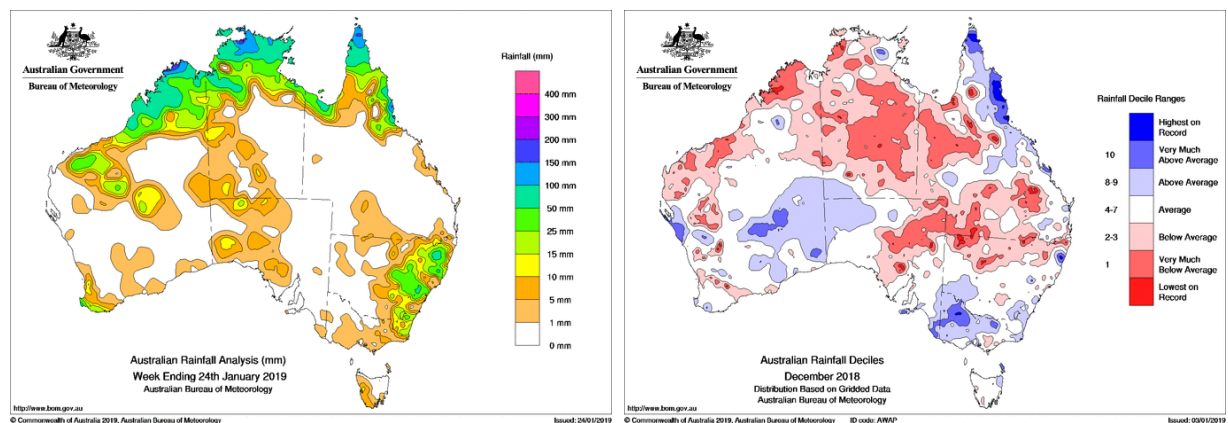 Australian Government
Bureau of Meteorology
Rainfall (mm)
400 mm
300 mm
200 mm
150 mm
100 mm
50 mm
25 mm
15 mm
10 mm
5 mm
1 mm
0 mm
Australian Rainfall Analysis (mm)
Week Ending 24th January 2019
Australian Bureau of Meteorology
http://www.bom.gov.au
© Commonwealth of Australia 2019, Australian Bureau of Meteorology
Issued: 24/01/2019
Australian Government
Bureau of Meteorology
Rainfall Decile Ranges
Highest on
Record
10 Very Much
Above Average
8-9 Above Average
4-7 Average
2-3 Below Average
1 Very Much
Below Average
Lowest on
Record
Australian Rainfall Deciles
December 2018
Distribution Based on Gridded Data
Australian Bureau of Meteorology
http://www.bom.gov.au
© Commonwealth of Australia 2019, Australian Bureau of Meteorology
ID code: AWAP
Issued: 03/01/2019